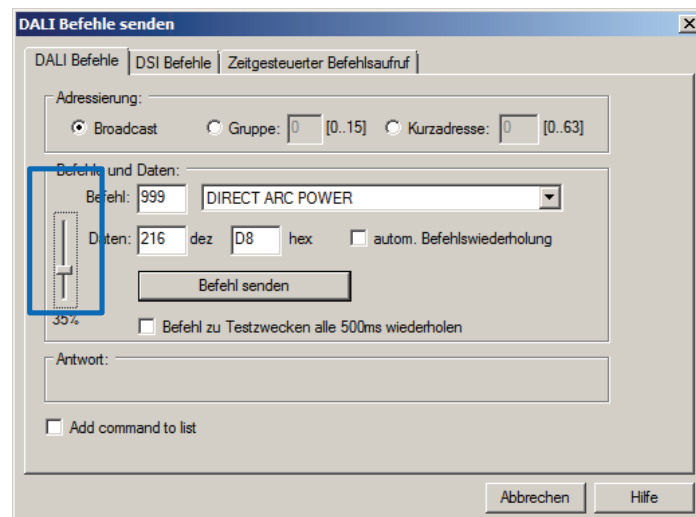 DALI Befehle senden
DALI Befehle DSI Befehle Zeitgesteuerter Befehlsaufruf
Adressierung:
Broadcast Gruppe: 0 [0..15] Kurzadresse: 0 [0..63]
Befehle und Daten:
Befehl: 999 DIRECT ARC POWER
Daten: 216 dez D8 hex autom. Befehlswiederholung
Befehl senden
35%
Befehl zu Testzwecken alle 500ms wiederholen
Antwort:
Add command to list
Abbrechen Hilfe